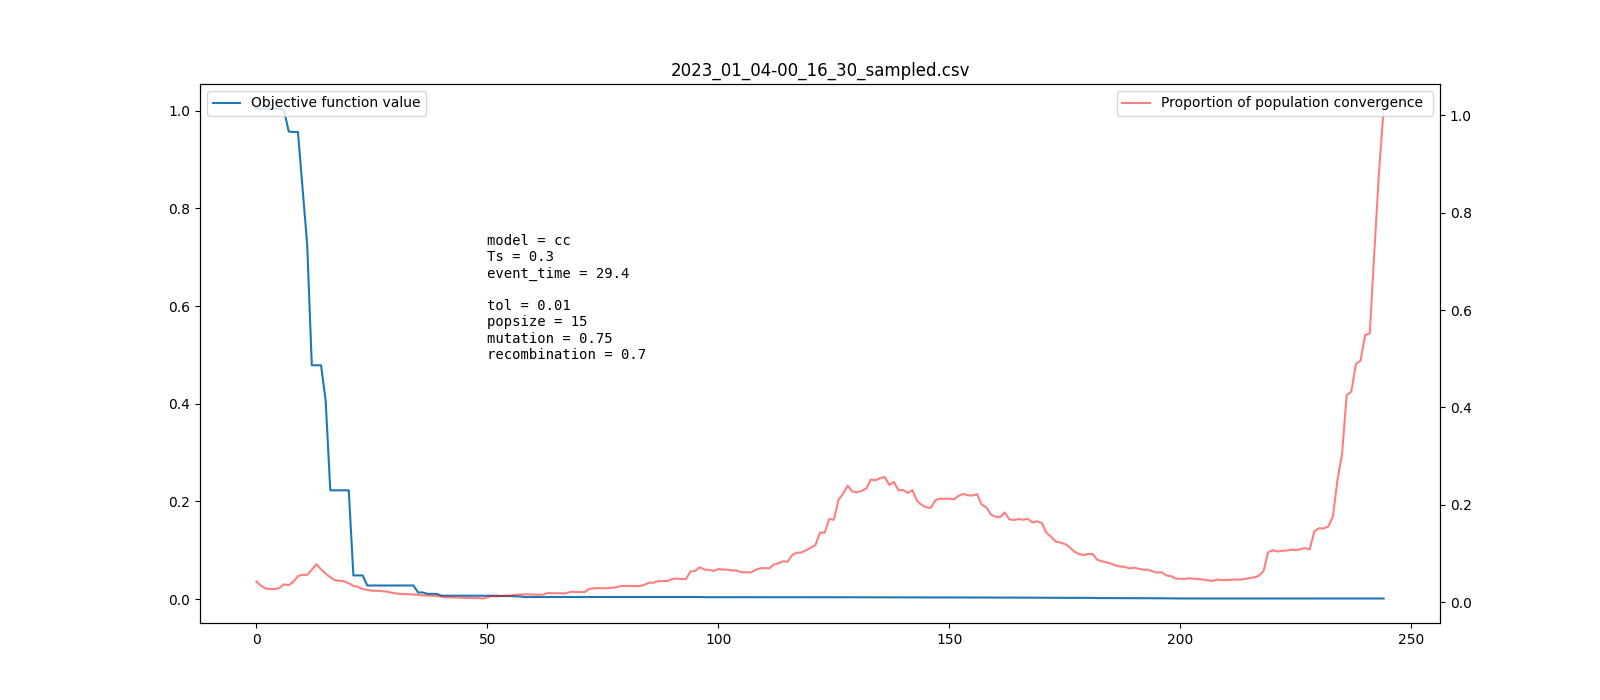 2023_01_04-00_16_30_sampled.csv
Objective function value
Proportion of population convergence
1.0
0.8
0.6
0.4
0.2
0.0
model = cc
Ts = 0.3
event_time = 29.4
tol = 0.01
popsize = 15
mutation = 0.75
recombination = 0.7
1.0
0.8
0.6
0.4
0.2
0.0
0
50
100
150
200
250